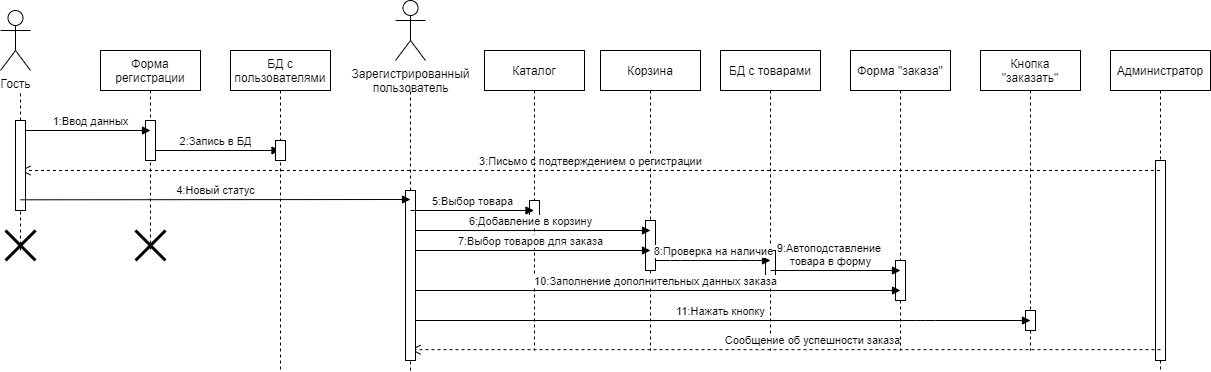 Гость
Форма
регистрации
БД с
пользователями
Зарегистрированный
пользователь
Каталог
Корзина
БД с товарами
Форма "заказа"
Кнопка
"заказать"
Администратор
1:Ввод данных
2:Запись в БД
3:Письмо с подтверждением о регистрации
4:Новый статус
5:Выбор товара
6:Добавление в корзину
7:Выбор товаров для заказа
8:Проверка на наличие
9:Автоподставление
товара в форму
10:Заполнение дополнительных данных заказа
11:Нажать кнопку
Сообщение об успешности заказа